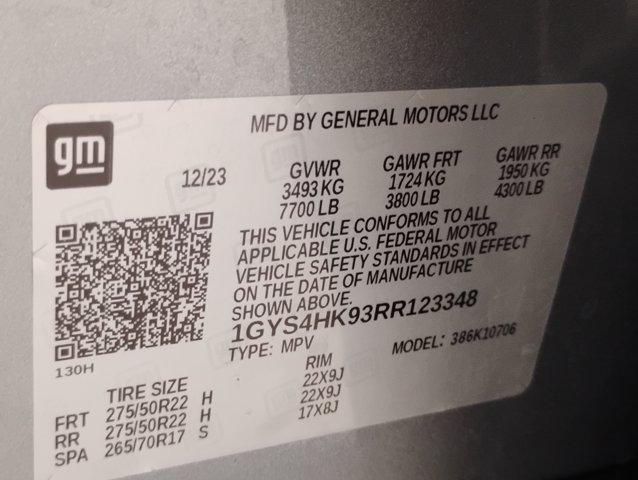 gm
MFD BY GENERAL MOTORS LLC
12/23
GVWR
3493 KG
7700 LB
GAWR FRT
1724 KG
3800 LB
GAWR RR
1950 KG
4300 LB
THIS VEHICLE CONFORMS TO ALL
APPLICABLE U.S. FEDERAL MOTOR
VEHICLE SAFETY STANDARDS IN EFFECT
ON THE DATE OF MANUFACTURE
SHOWN ABOVE.
1GYS4HK93RR123348
TYPE: MPV
MODEL: 386K10706
130H
TIRE SIZE
RIM
FRT 275/50R22 H 22X9J
RR 275/50R22 H 22X9J
SPA 265/70R17 S 17X8J